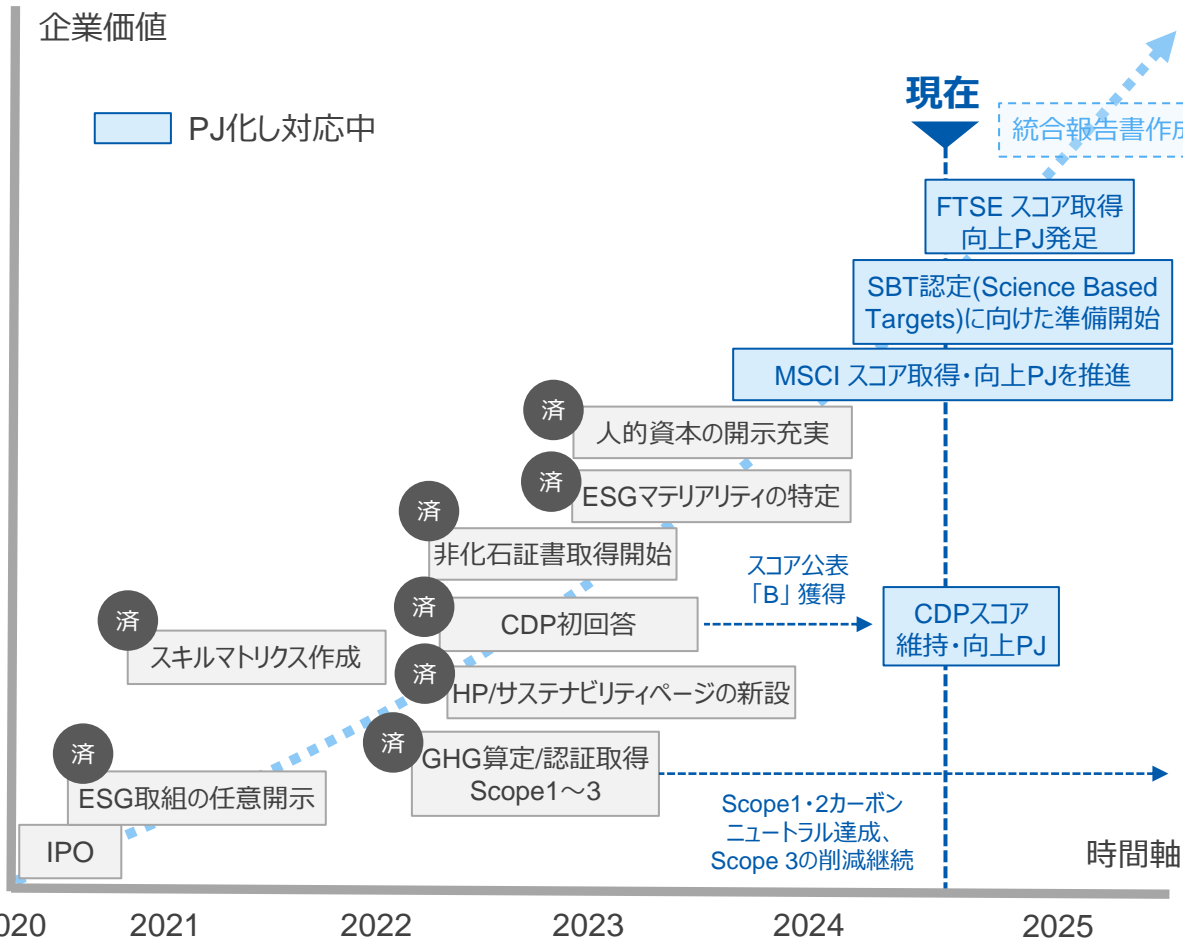 企業価値
PJ化し対応中
現在
統合報告書作成
FTSE スコア取得
向上PJ発足
SBT認定(Science Based
Targets)に向けた準備開始
MSCI スコア取得・向上PJを推進
済
人的資本の開示充実
済
ESGマテリアリティの特定
済
非化石証書取得開始
スコア公表
「B」獲得
済
CDP初回答
CDPスコア
維持・向上PJ
済
スキルマトリクス作成
済
HP/サステナビリティページの新設
済
GHG算定/認証取得
Scope1～3
済
ESG取組の任意開示
Scope1・2カーボン
ニュートラル達成、
Scope 3の削減継続
IPO
時間軸
020 2021 2022 2023 2024 2025